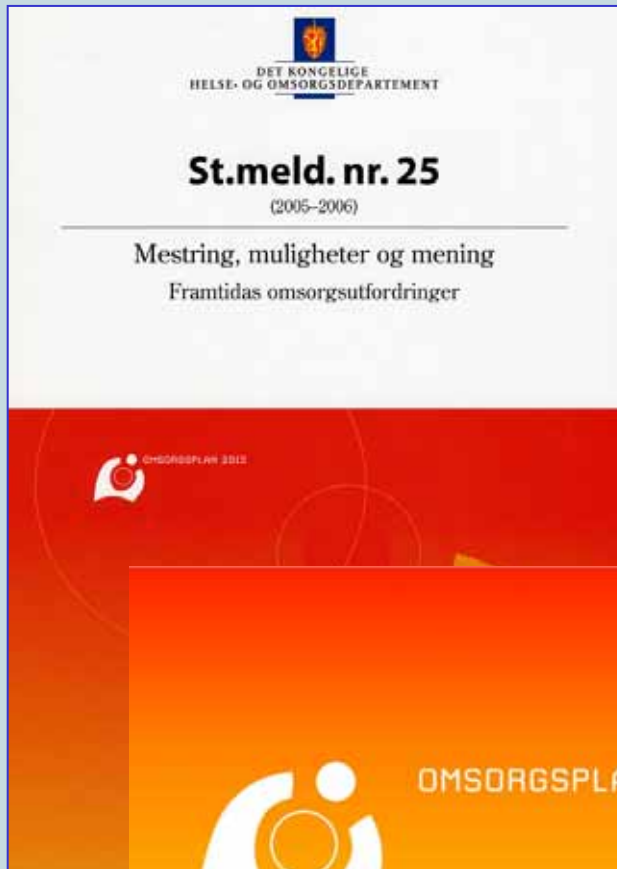 DET KONGELIGE
HELSE- OG OMSORGSDEPARTEMENT
St.meld. nr. 25
(2005–2006)
Mestring, muligheter og mening
Framtidas omsorgsutfordringer
OMSORGSPLAN 2015
OMSORGSPLA